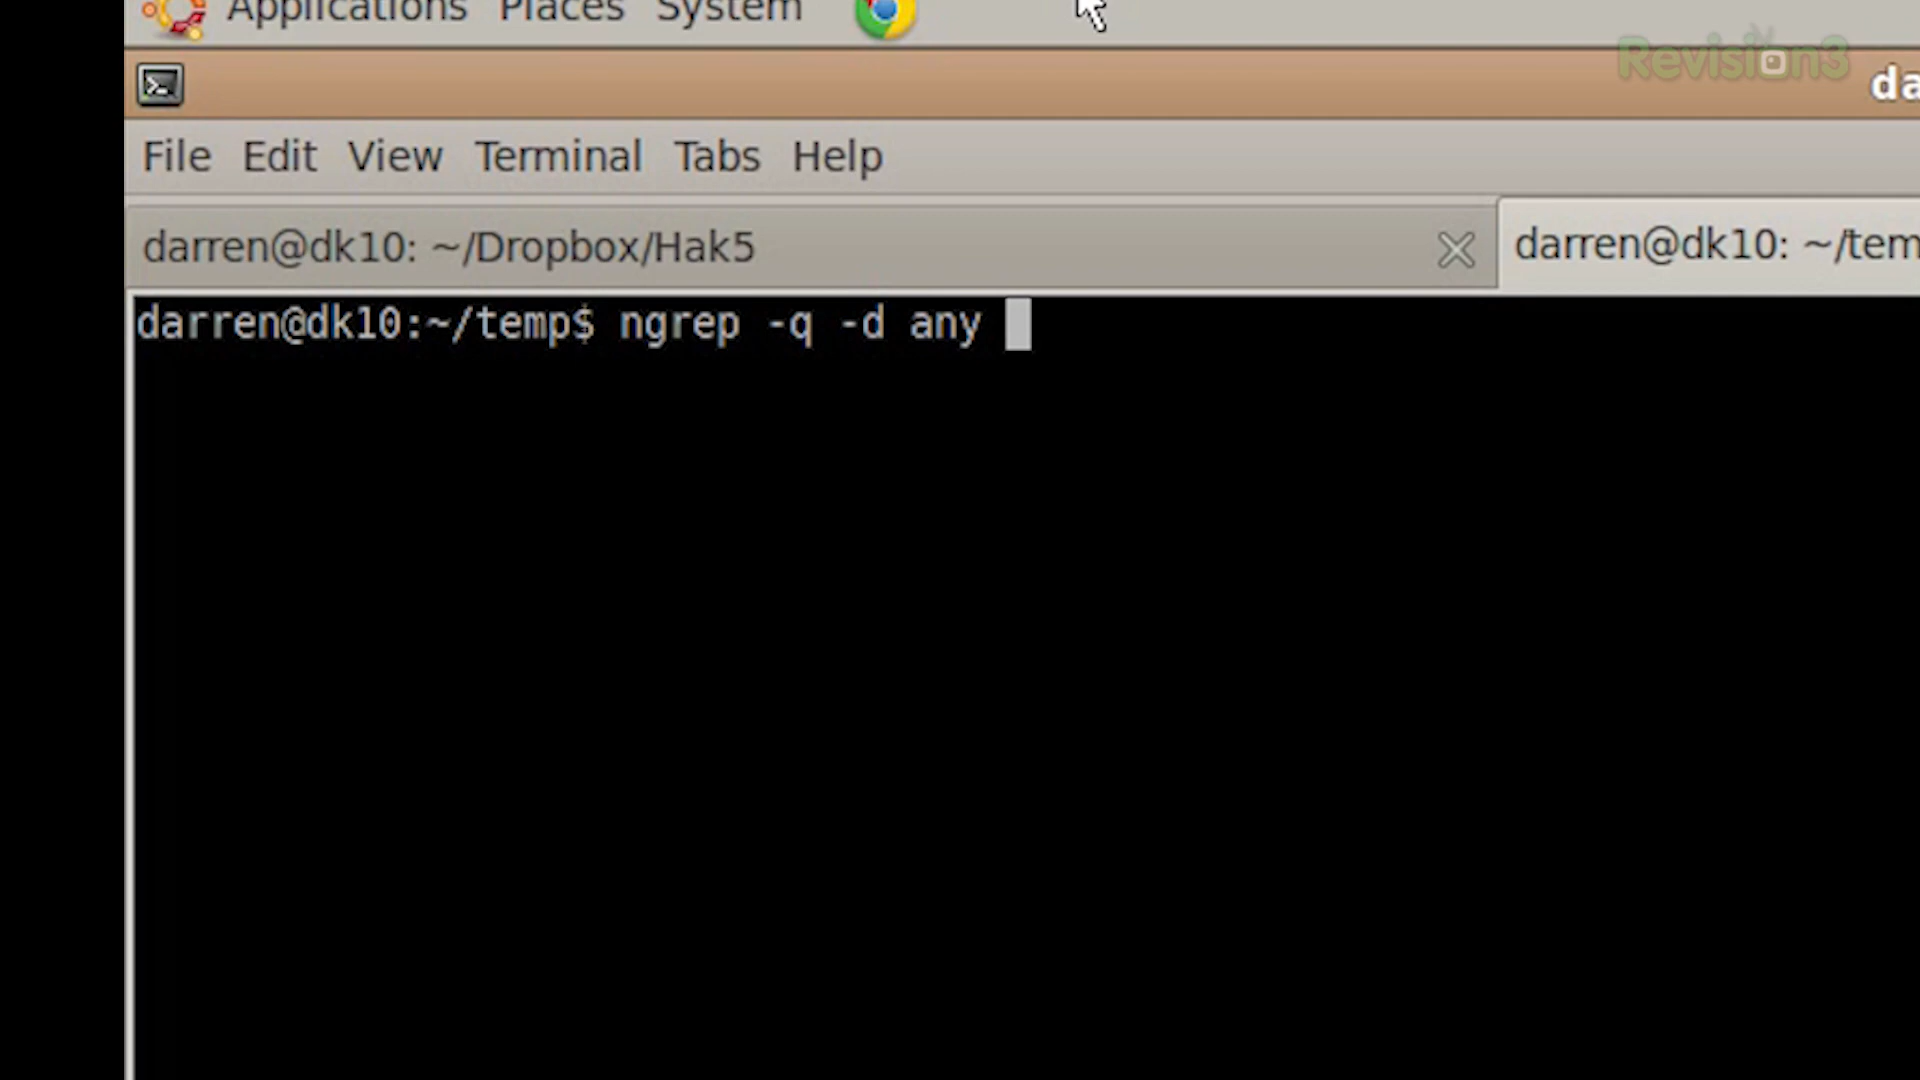 Applications Places System
Revision3
da
File Edit View Terminal Tabs Help
darren@dk10: ~/Dropbox/Hak5
darren@dk10: ~/tem
darren@dk10:~/temp$ ngrep -q -d any